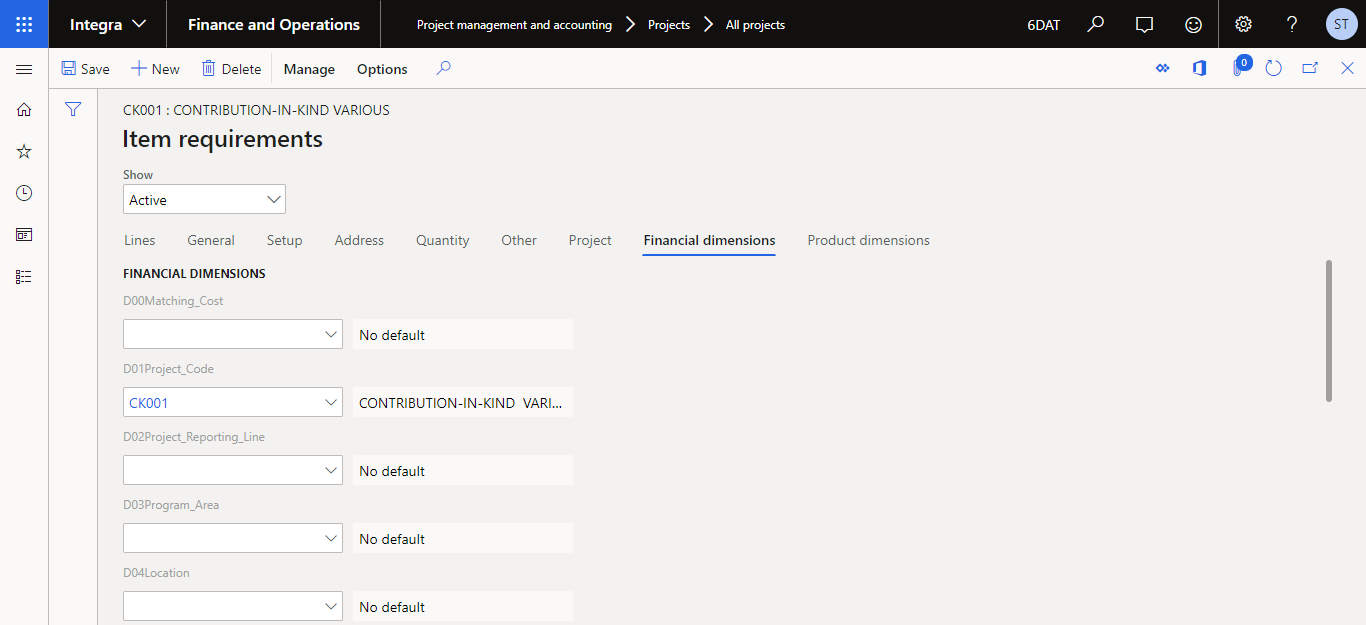 Integra
Finance and Operations
Project management and accounting
Projects
All projects
6DAT
?
ST
Save
New
Delete
Manage
Options
0
CK001 : CONTRIBUTION-IN-KIND VARIOUS
Item requirements
Show
Active
Lines
General
Setup
Address
Quantity
Other
Project
Financial dimensions
Product dimensions
FINANCIAL DIMENSIONS
D00Matching_Cost
No default
D01Project_Code
CK001
CONTRIBUTION-IN-KIND VARI...
D02Project_Reporting_Line
No default
D03Program_Area
No default
D04Location
No default